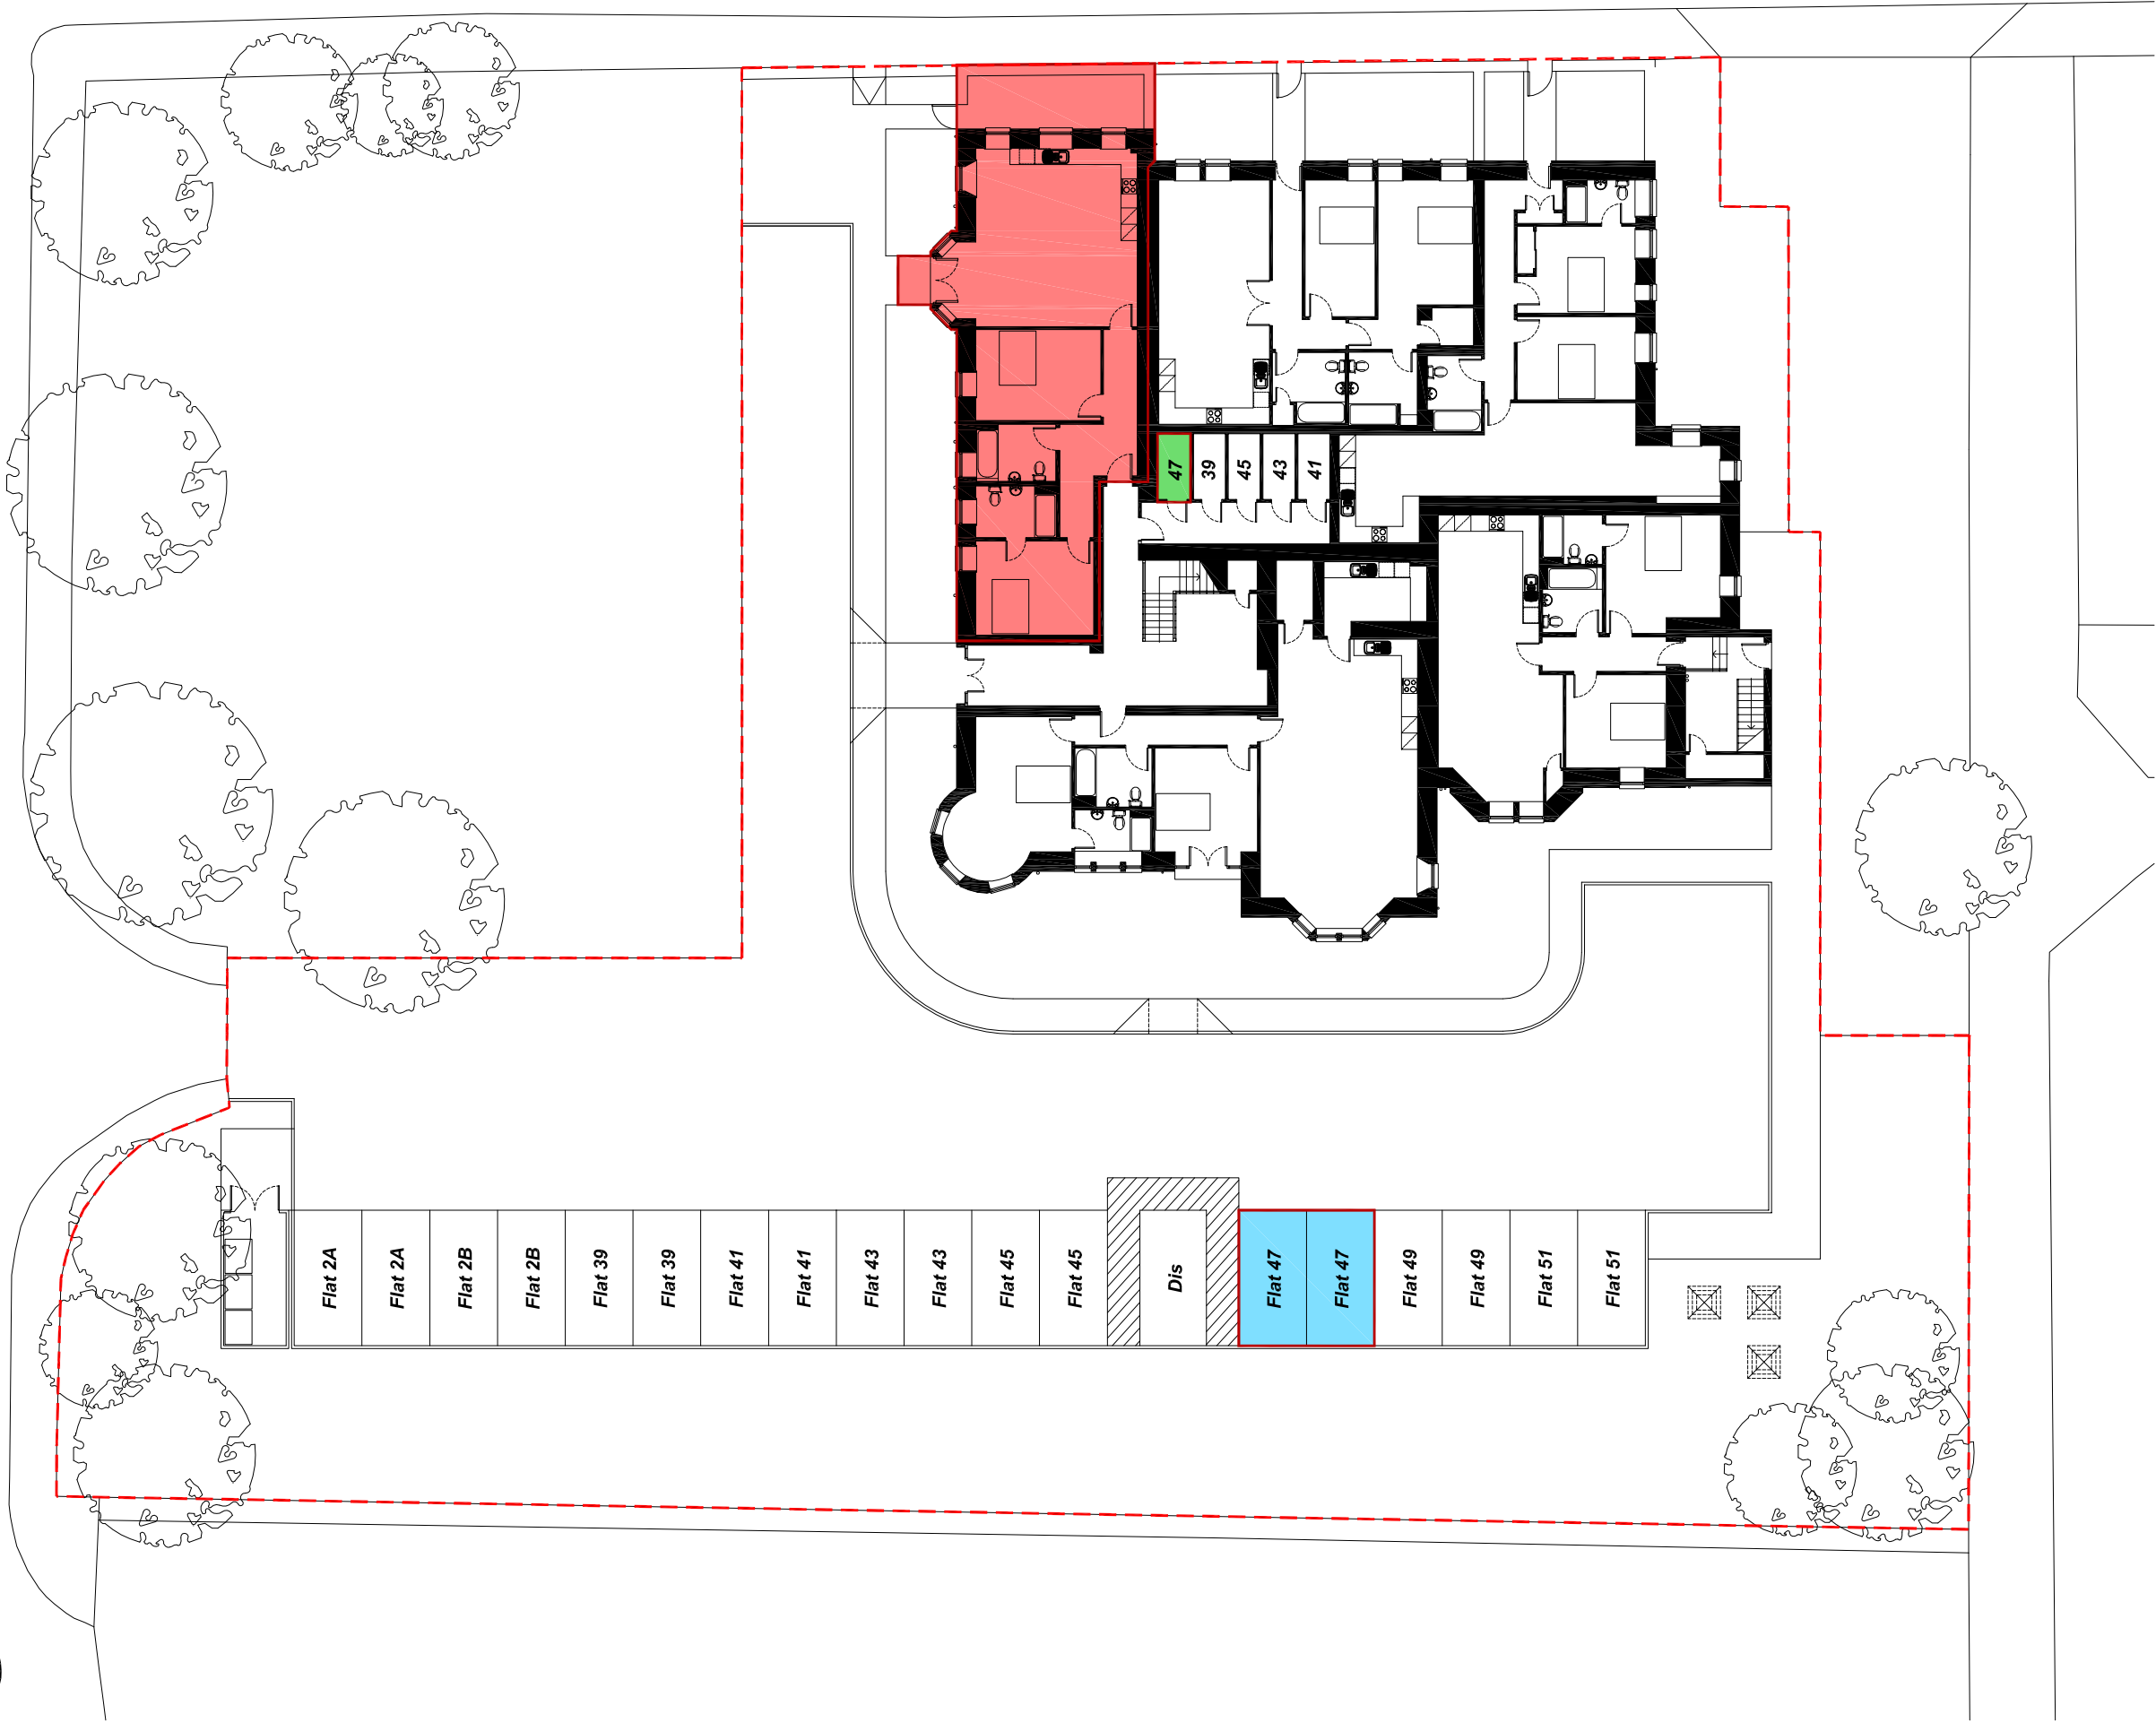 47
39
45
43
41
Flat 2A
Flat 2A
Flat 2B
Flat 2B
Flat 39
Flat 39
Flat 41
Flat 41
Flat 43
Flat 43
Flat 45
Flat 45
Dis
Flat 47
Flat 47
Flat 49
Flat 49
Flat 51
Flat 51